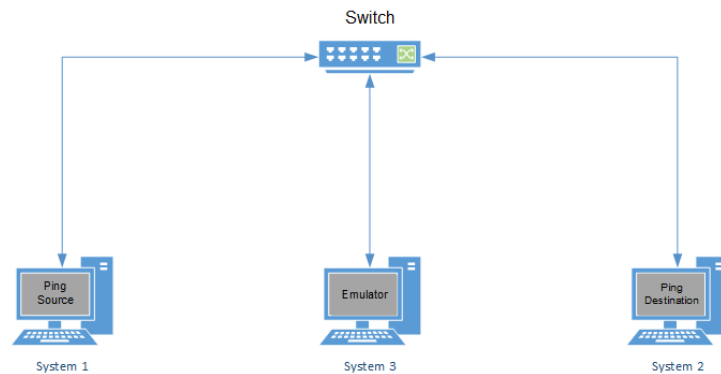 Switch
Ping
Source
Emulator
Ping
Destination
System 1
System 3
System 2